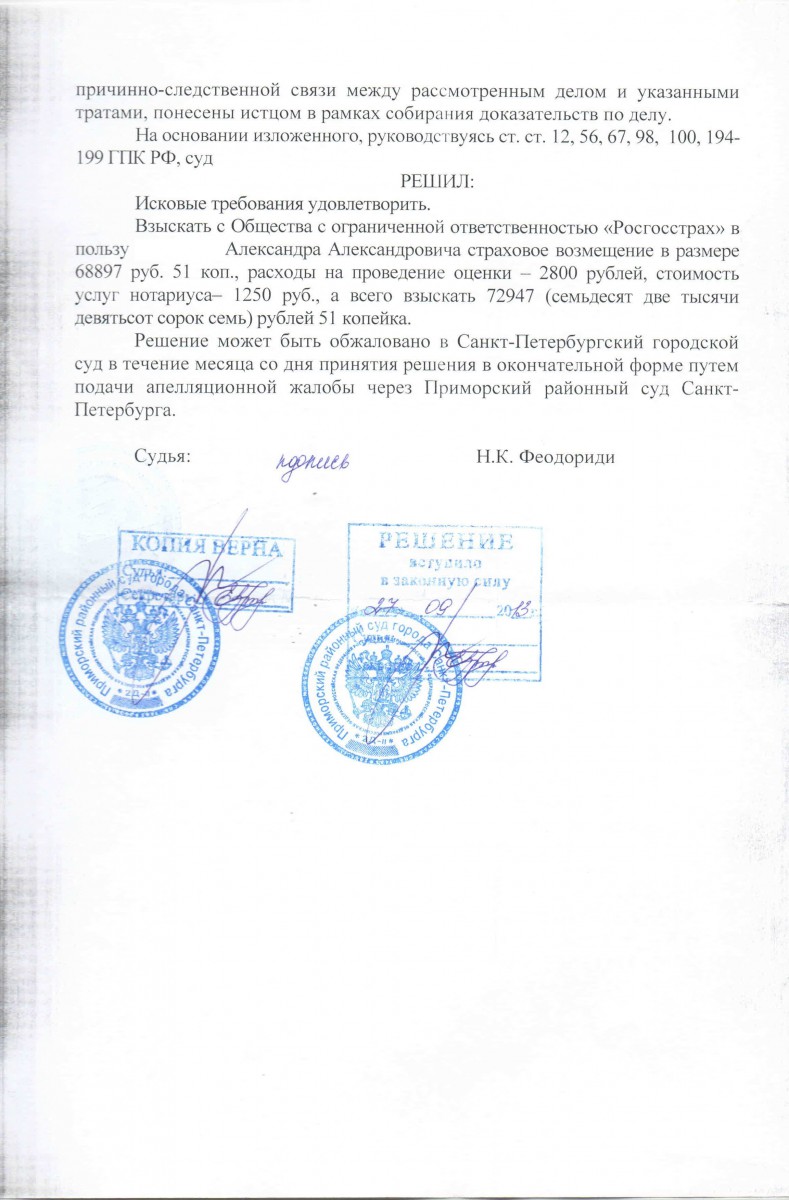 причинно-следственной связи между рассмотренным делом и указанными
тратами, понесены истцом в рамках собирания доказательств по делу.
На основании изложенного, руководствуясь ст. ст. 12, 56, 67, 98, 100, 194-
199 ГПК РФ, суд
РЕШИЛ:
Исковые требования удовлетворить.
Взыскать с Общества с ограниченной ответственностью «Росгосстрах» в
пользу Александра Александровича страховое возмещение в размере
68897 руб. 51 коп., расходы на проведение оценки – 2800 рублей, стоимость
услуг нотариуса– 1250 руб., а всего взыскать 72947 (семьдесят две тысячи
девятьсот сорок семь) рублей 51 копейка.
Решение может быть обжаловано в Санкт-Петербургский городской
суд в течение месяца со дня принятия решения в окончательной форме путем
подачи апелляционной жалобы через Приморский районный суд Санкт-
Петербурга.
Судья: подпись Н.К. Феодориди
КОПИЯ ВЕРНА
Судья
Секретарь
Приморский районный суд города Санкт-Петербурга
РЕШЕНИЕ
вступило
в законную силу
27 09 2013 г.
Приморский районный суд города Санкт-Петербурга